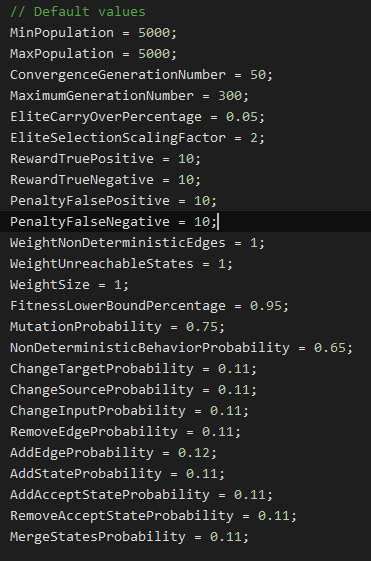 // Default values
MinPopulation = 5000;
MaxPopulation = 5000;
ConvergenceGenerationNumber = 50;
MaximumGenerationNumber = 300;
EliteCarryOverPercentage = 0.05;
EliteSelectionScalingFactor = 2;
RewardTruePositive = 10;
RewardTrueNegative = 10;
PenaltyFalsePositive = 10;
PenaltyFalseNegative = 10;
WeightNonDeterministicEdges = 1;
WeightUnreachableStates = 1;
WeightSize = 1;
FitnessLowerBoundPercentage = 0.95;
MutationProbability = 0.75;
NonDeterministicBehaviorProbability = 0.65;
ChangeTargetProbability = 0.11;
ChangeSourceProbability = 0.11;
ChangeInputProbability = 0.11;
RemoveEdgeProbability = 0.11;
AddEdgeProbability = 0.12;
AddStateProbability = 0.11;
AddAcceptStateProbability = 0.11;
RemoveAcceptStateProbability = 0.11;
MergeStatesProbability = 0.11;